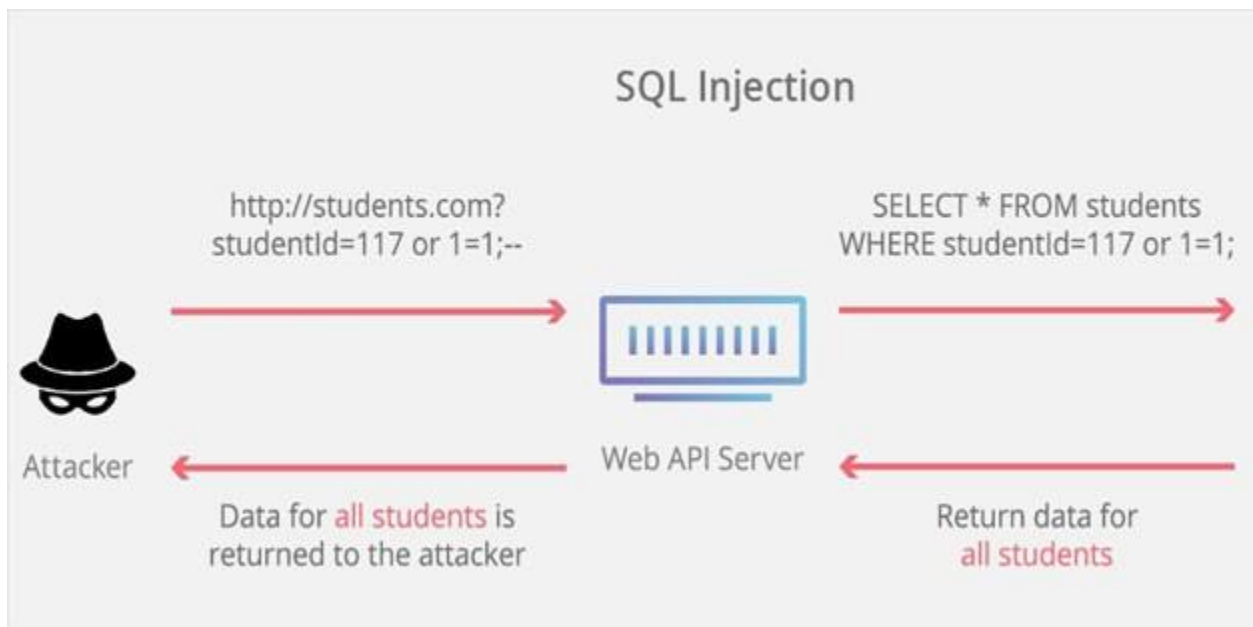 SQL Injection
http://students.com?
studentId=117 or 1=1;--
SELECT * FROM students
WHERE studentId=117 or 1=1;
Attacker
Web API Server
Data for all students is
returned to the attacker
Return data for
all students